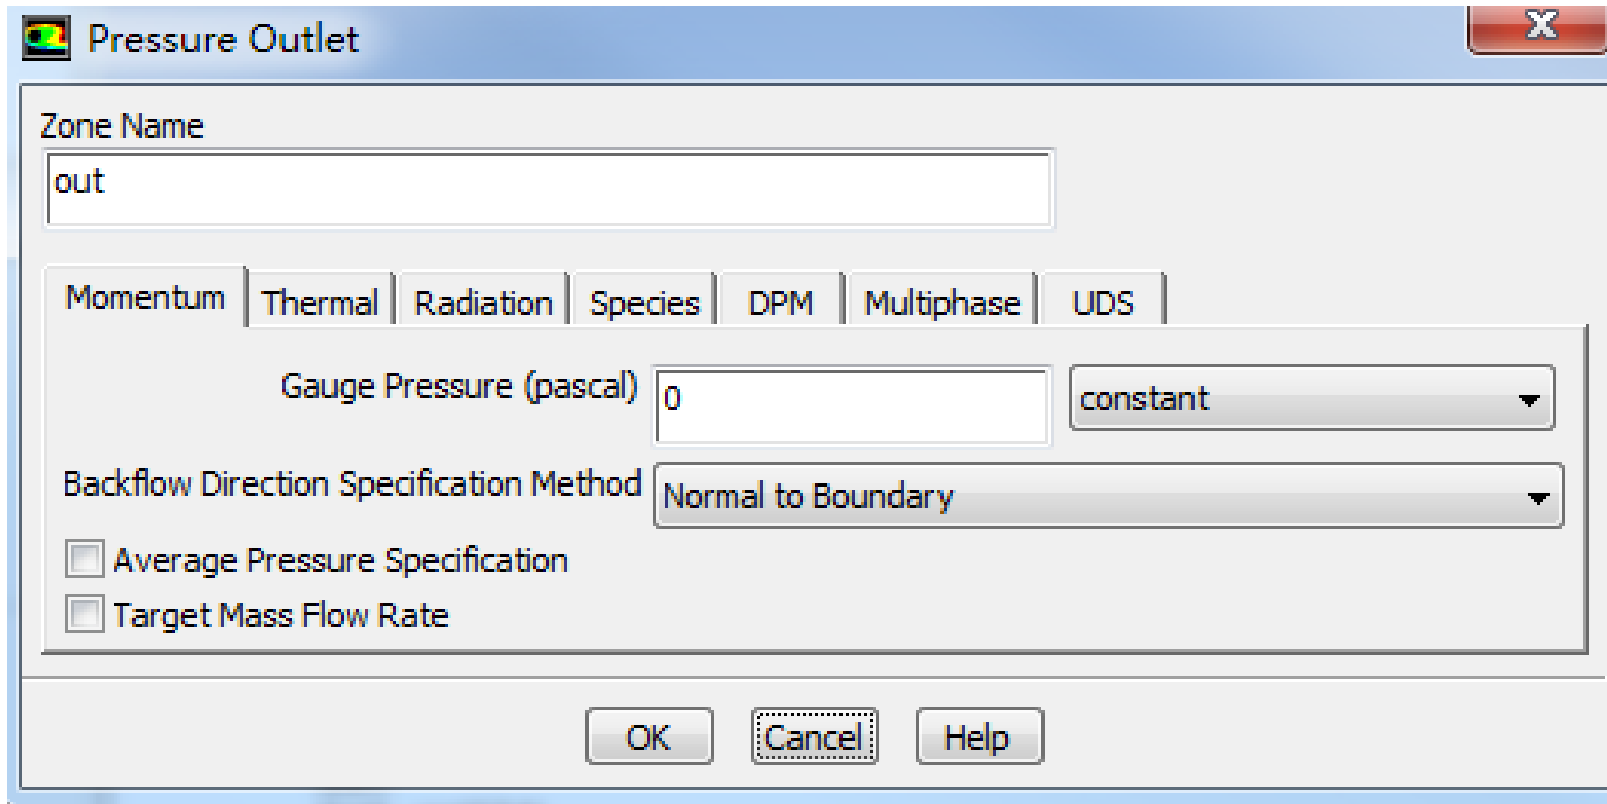 Pressure Outlet
X
Zone Name
out
Momentum Thermal Radiation Species DPM Multiphase UDS
Gauge Pressure (pascal) 0 constant
Backflow Direction Specification Method Normal to Boundary
Average Pressure Specification
Target Mass Flow Rate
OK Cancel Help